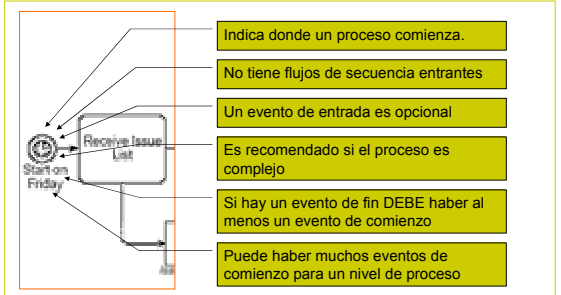 Indica donde un proceso comienza.
No tiene flujos de secuencia entrantes
Un evento de entrada es opcional
Receive Issue
List
Start on
Friday
Es recomendado si el proceso es
complejo
Si hay un evento de fin DEBE haber al
menos un evento de comienzo
Puede haber muchos eventos de
comienzo para un nivel de proceso